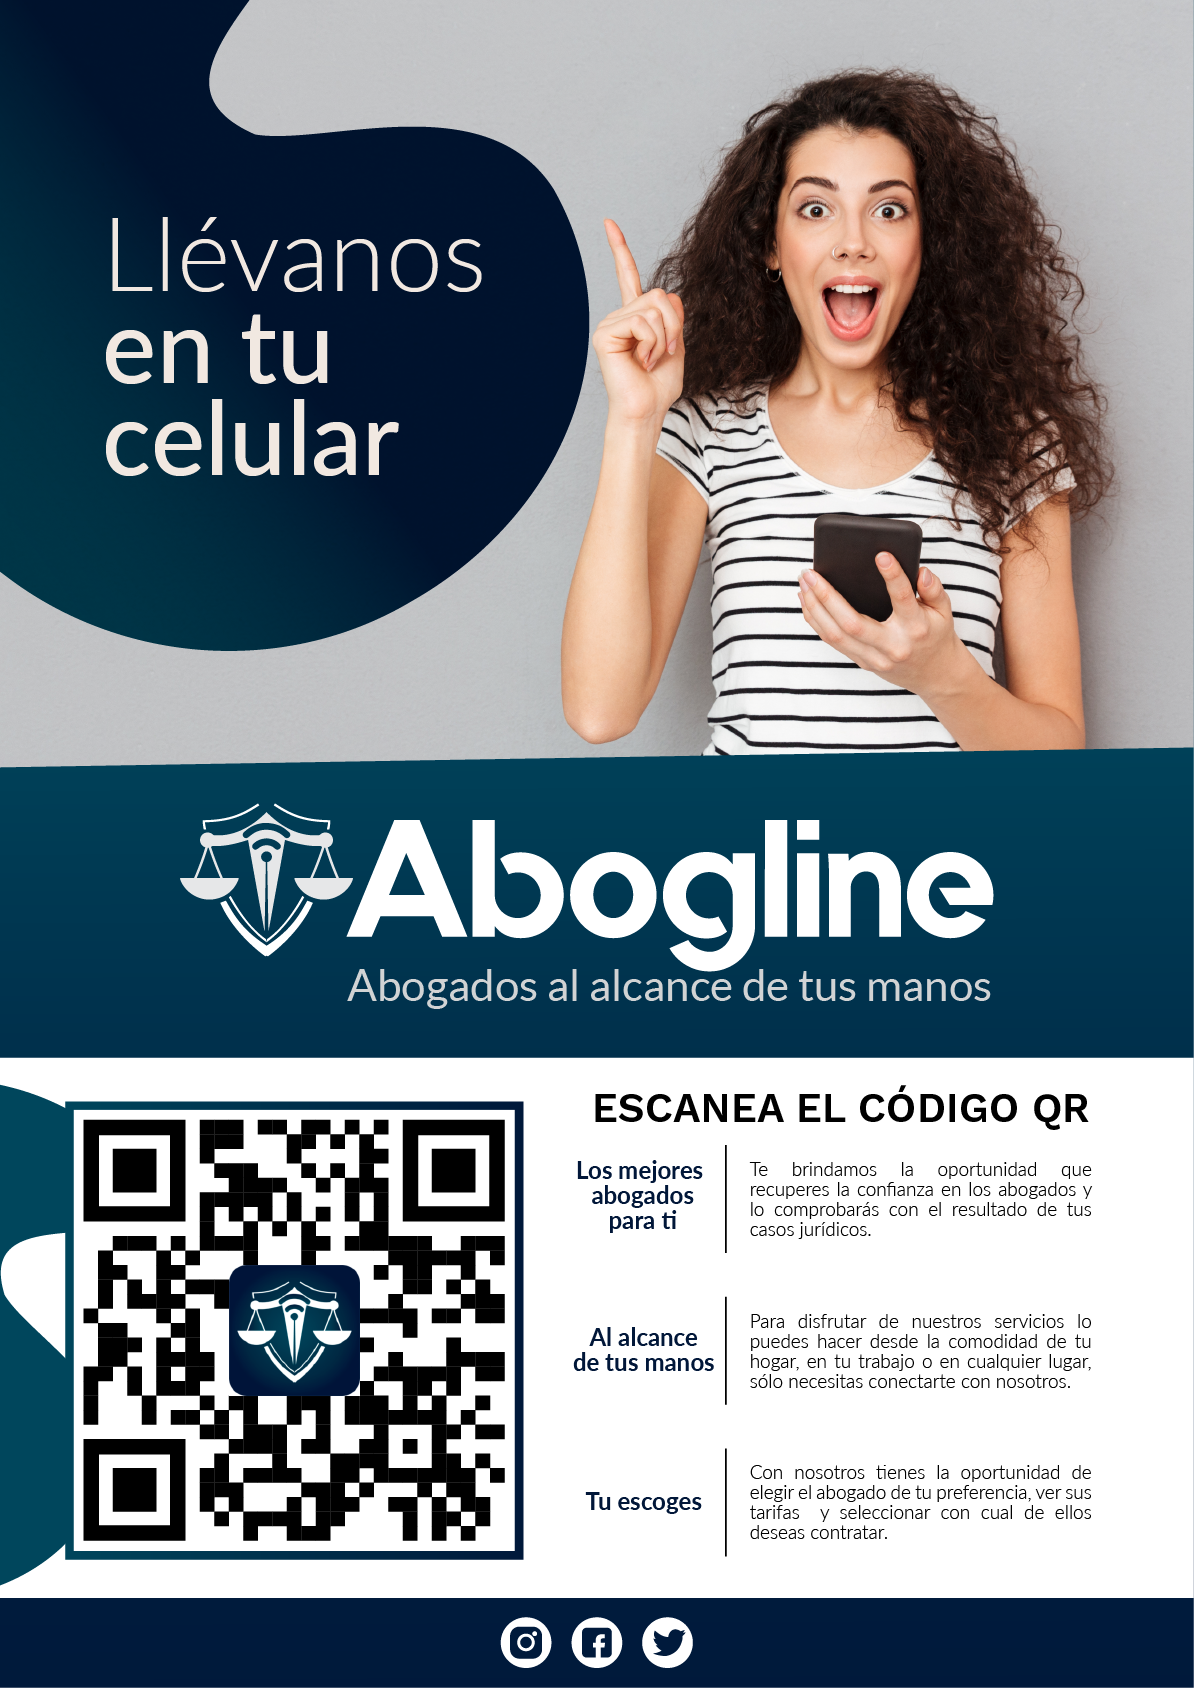 Llévanos
en tu
celular
Abogline
Abogados al alcance de tus manos
ESCANEA EL CÓDIGO QR
Los mejores
abogados
para ti
Te brindamos la oportunidad que
recuperes la confianza en los abogados y
lo comprobarás con el resultado de tus
casos jurídicos.
Al alcance
de tus manos
Para disfrutar de nuestros servicios lo
puedes hacer desde la comodidad de tu
hogar, en tu trabajo o en cualquier lugar,
sólo necesitas conectarte con nosotros.
Tu escoges
Con nosotros tienes la oportunidad de
elegir el abogado de tu preferencia, ver sus
tarifas y seleccionar con cual de ellos
deseas contratar.